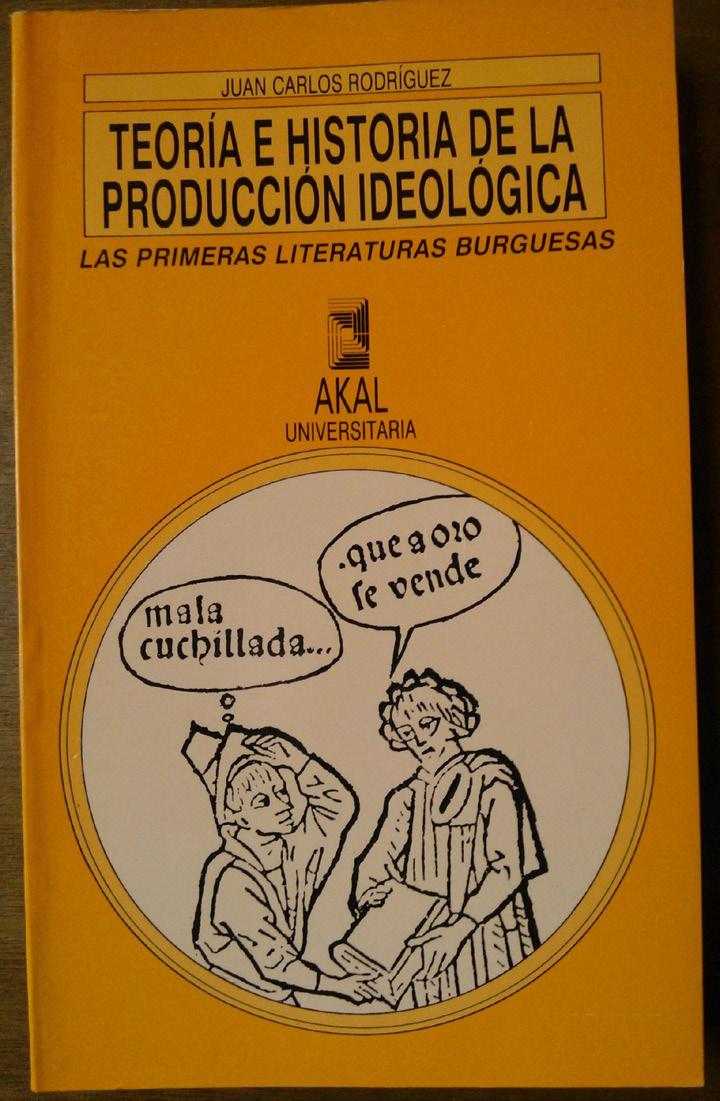 JUAN CARLOS RODRÍGUEZ
TEORÍA E HISTORIA DE LA
PRODUCCIÓN IDEOLÓGICA
LAS PRIMERAS LITERATURAS BURGUESAS
AKAL
UNIVERSITARIA
mala
cuchillada...
.que a oro
se vende